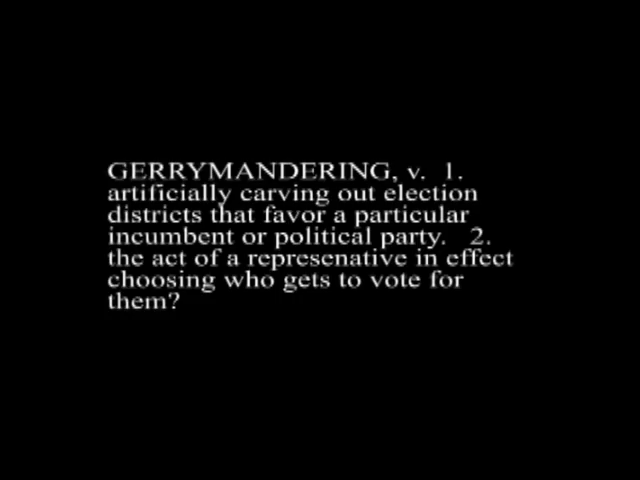 GERRYMANDERING, v.  1.
artificially carving out election
districts that favor a particular
incumbent or political party.   2.
the act of a represenative in effect
choosing who gets to vote for
them?